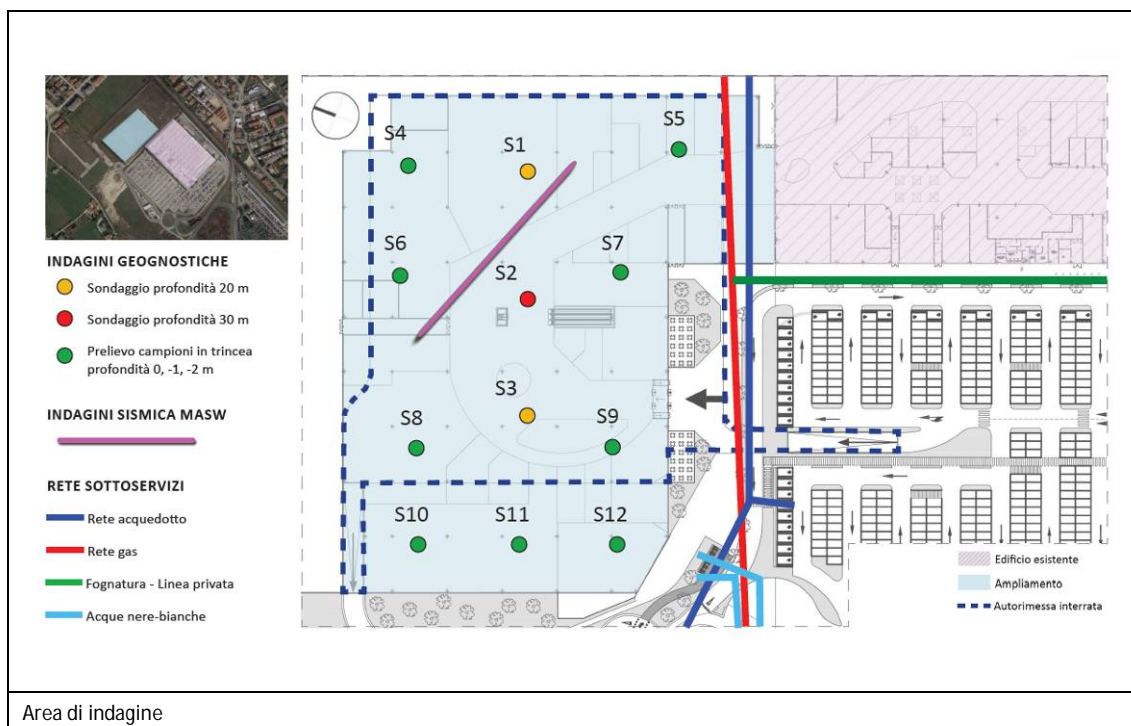 INDAGINI GEOGNOSTICHE
Sondaggio profondità 20 m
Sondaggio profondità 30 m
Prelievo campioni in trincea
profondità 0, -1, -2 m
INDAGINI SISMICA MASW
RETE SOTTOSERVIZI
Rete acquedotto
Rete gas
Fognatura - Linea privata
Acque nere-bianche
S4
S1
S5
S6
S2
S7
S3
S8
S9
S10
S11
S12
Edificio esistente
Ampliamento
Autorimessa interrata
Area di indagine